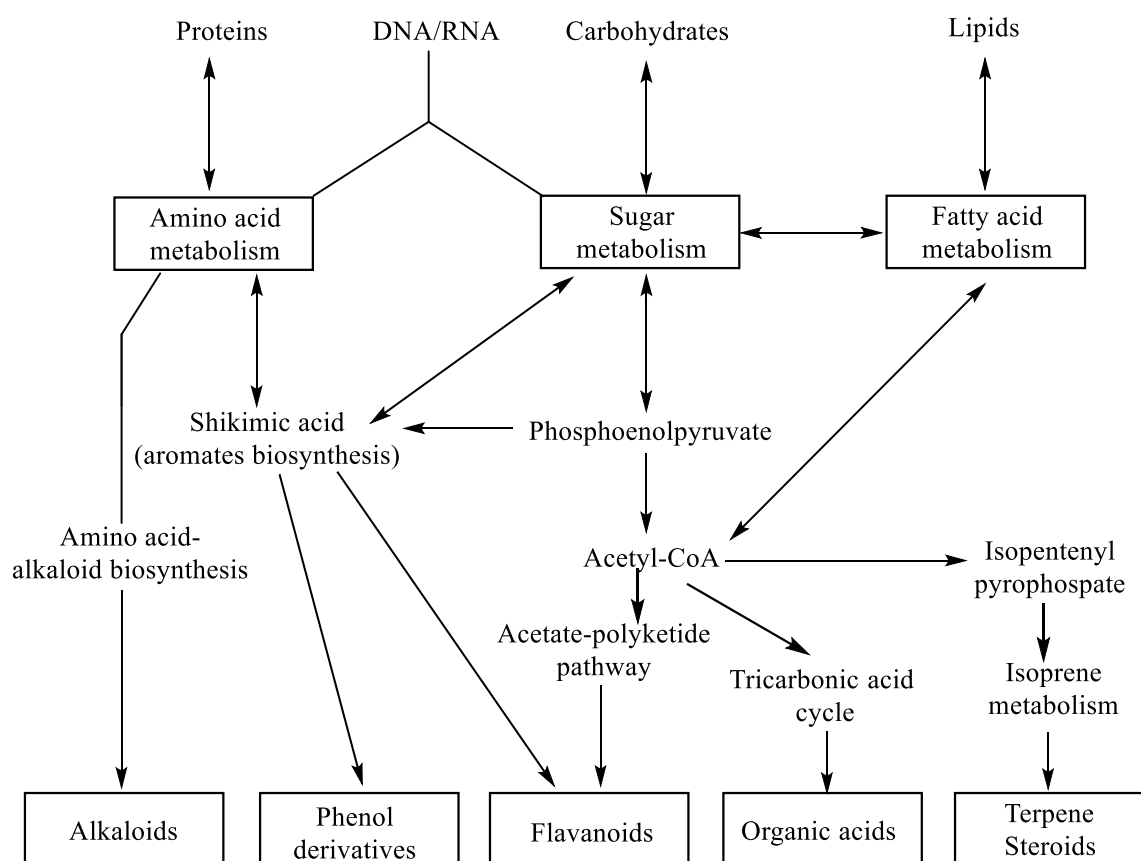 Proteins
DNA/RNA
Carbohydrates
Lipids
Amino acid
metabolism
Sugar
metabolism
Fatty acid
metabolism
Shikimic acid
(aromates biosynthesis)
Phosphoenolpyruvate
Amino acid-
alkaloid biosynthesis
Acetyl-CoA
Isopentenyl
pyrophospate
Acetate-polyketide
pathway
Tricarbonic acid
cycle
Isoprene
metabolism
Alkaloids
Phenol
derivatives
Flavanoids
Organic acids
Terpene
Steroids